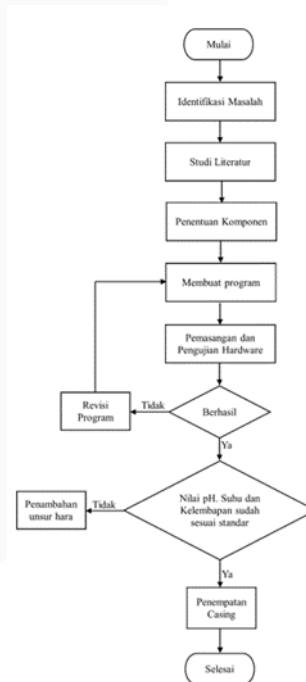 Mulai
Identifikasi Masalah
Studi Literatur
Penentuan Komponen
Membuat program
Pemasangan dan
Pengujian Hardware
Revisi
Program
Tidak
Berhasil
Ya
Penambahan
unsur hara
Tidak
Nilai pH. Suhu dan
Kelembapan sudah
sesuai standar
Ya
Penempatan
Casing
Selesai